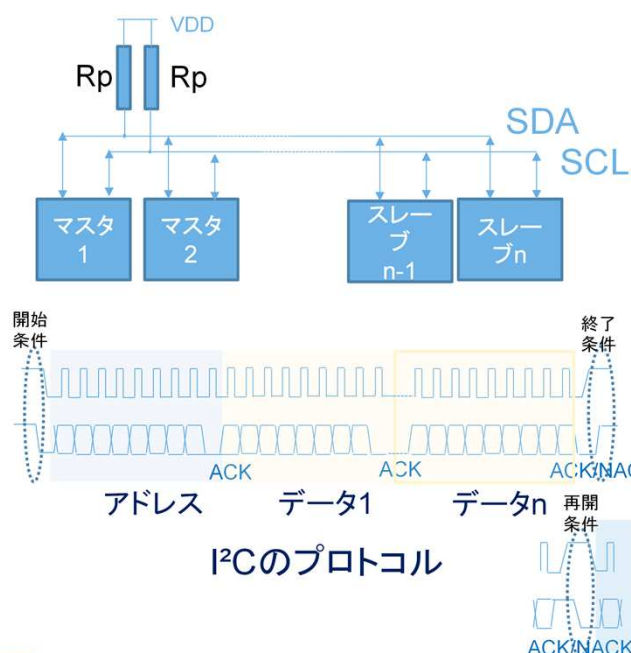 VDD
Rp
Rp
SDA
SCL
マスタ
1
マスタ
2
スレー
ブ
n-1
スレー
ブn
開始
条件
終了
条件
ACK
ACK
ACK/NAC
アドレス
データ1
データn
再開
条件
I²Cのプロトコル
ACK/NACK